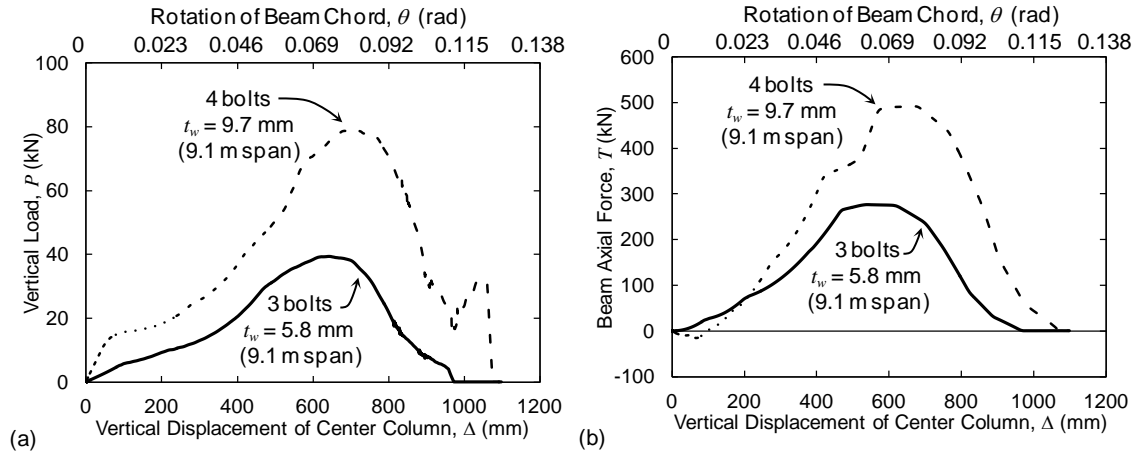 Rotation of Beam Chord, θ (rad)
0 0.023 0.046 0.069 0.092 0.115 0.138
100
80
60
40
20
0
Vertical Load, P (kN)
4 bolts
t_w = 9.7 mm
(9.1 m span)
3 bolts
t_w = 5.8 mm
(9.1 m span)
0 200 400 600 800 1000 1200
Vertical Displacement of Center Column, Δ (mm)
(a)
Rotation of Beam Chord, θ (rad)
0 0.023 0.046 0.069 0.092 0.115 0.138
600
500
400
300
200
100
0
-100
Beam Axial Force, T (kN)
4 bolts
t_w = 9.7 mm
(9.1 m span)
3 bolts
t_w = 5.8 mm
(9.1 m span)
0 200 400 600 800 1000 1200
Vertical Displacement of Center Column, Δ (mm)
(b)